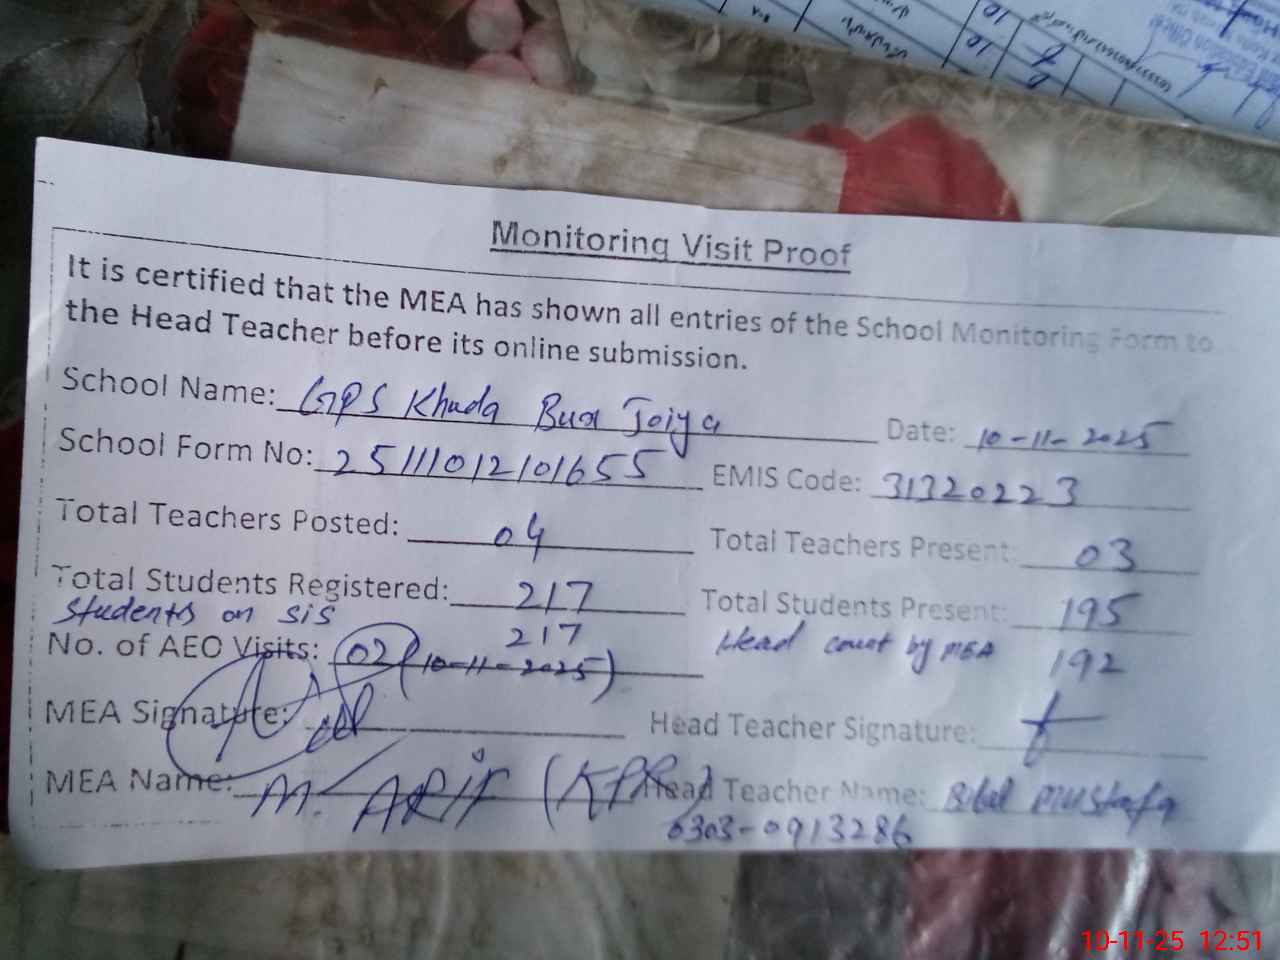 Monitoring Visit Proof
It is certified that the MEA has shown all entries of the School Monitoring Form to
the Head Teacher before its online submission.
School Name: GPS Khuda Bux Joiya Date: 10-11-2025
School Form No: 25111012101655 EMIS Code: 31320223
Total Teachers Posted: 04 Total Teachers Present: 03
Total Students Registered: 217 Total Students Present: 195
Students on SIS 217 Head count by MEA 192
No. of AEO Visits: 02 (10-11-2025)
MEA Signature: Head Teacher Signature:
MEA Name: M. ARIF (KPR) Head Teacher Name: Bilal Mustafa
0303-0913286
10-11-25 12:51